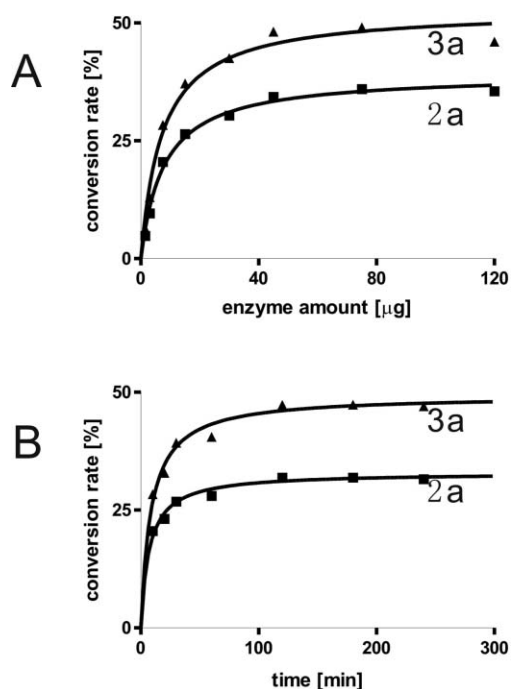 A
conversion rate [%]
50
25
0
3a
2a
0 40 80 120
enzyme amount [μg]
B
conversion rate [%]
50
25
0
3a
2a
0 100 200 300
time [min]